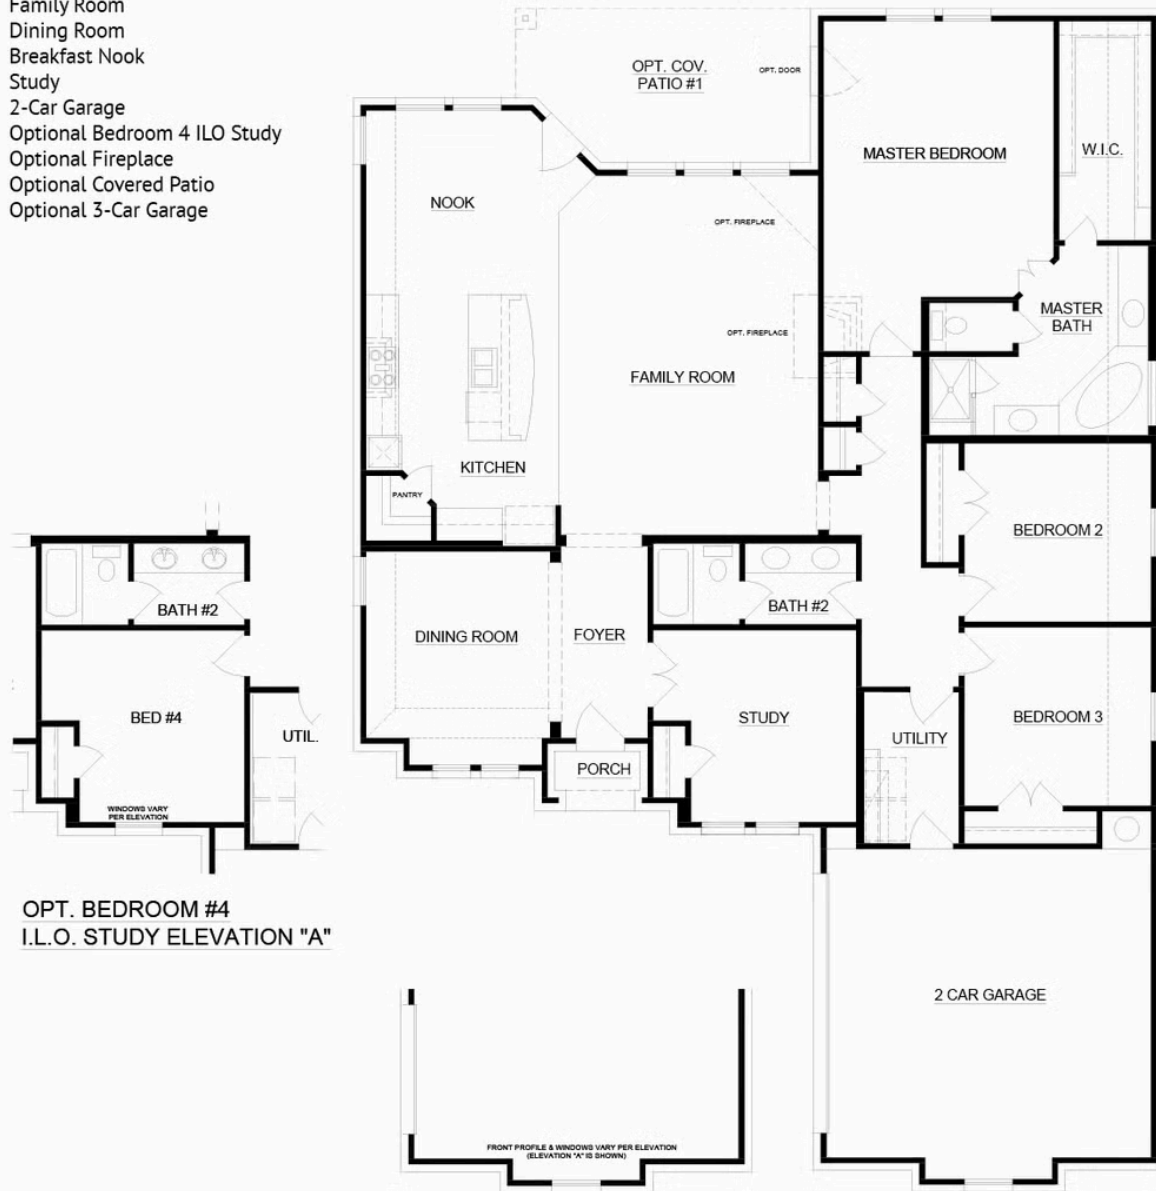 Family Room
Dining Room
Breakfast Nook
Study
2-Car Garage
Optional Bedroom 4 ILO Study
Optional Fireplace
Optional Covered Patio
Optional 3-Car Garage
OPT. COV.
PATIO #1
OPT. DOOR
MASTER BEDROOM
W.I.C.
NOOK
OPT. FIREPLACE
MASTER
BATH
OPT. FIREPLACE
FAMILY ROOM
KITCHEN
PANTRY
BEDROOM 2
BATH #2
BATH #2
DINING ROOM
FOYER
BED #4
UTIL.
STUDY
UTILITY
BEDROOM 3
PORCH
WINDOWS VARY
PER ELEVATION
OPT. BEDROOM #4
I.L.O. STUDY ELEVATION "A"
2 CAR GARAGE
FRONT PROFILE & WINDOWS VARY PER ELEVATION
(ELEVATION "A" IS SHOWN)